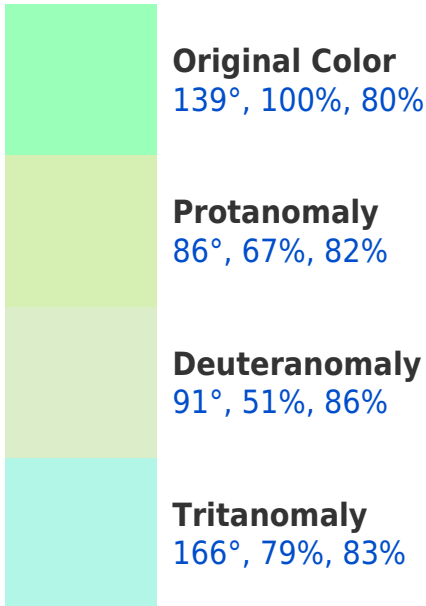 Original Color
139°, 100%, 80%
Protanomaly
86°, 67%, 82%
Deuteranomaly
91°, 51%, 86%
Tritanomaly
166°, 79%, 83%